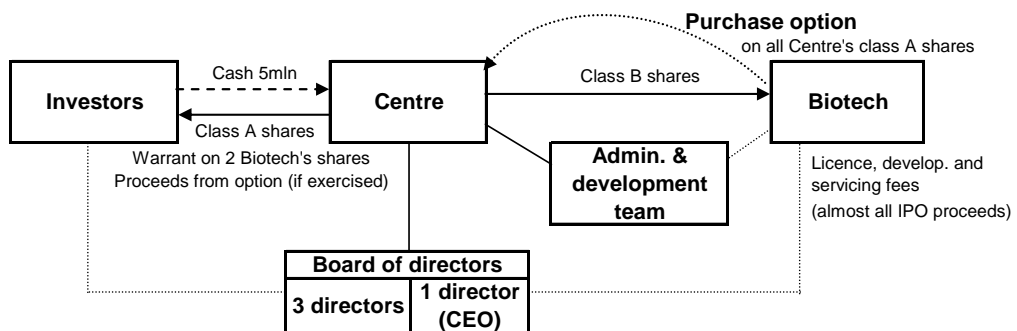 Purchase option
on all Centre's class A shares
Cash 5mln
Class B shares
Investors
Centre
Biotech
Class A shares
Warrant on 2 Biotech's shares
Proceeds from option (if exercised)
Admin. &
development
team
Licence, develop. and
servicing fees
(almost all IPO proceeds)
Board of directors
3 directors
1 director
(CEO)